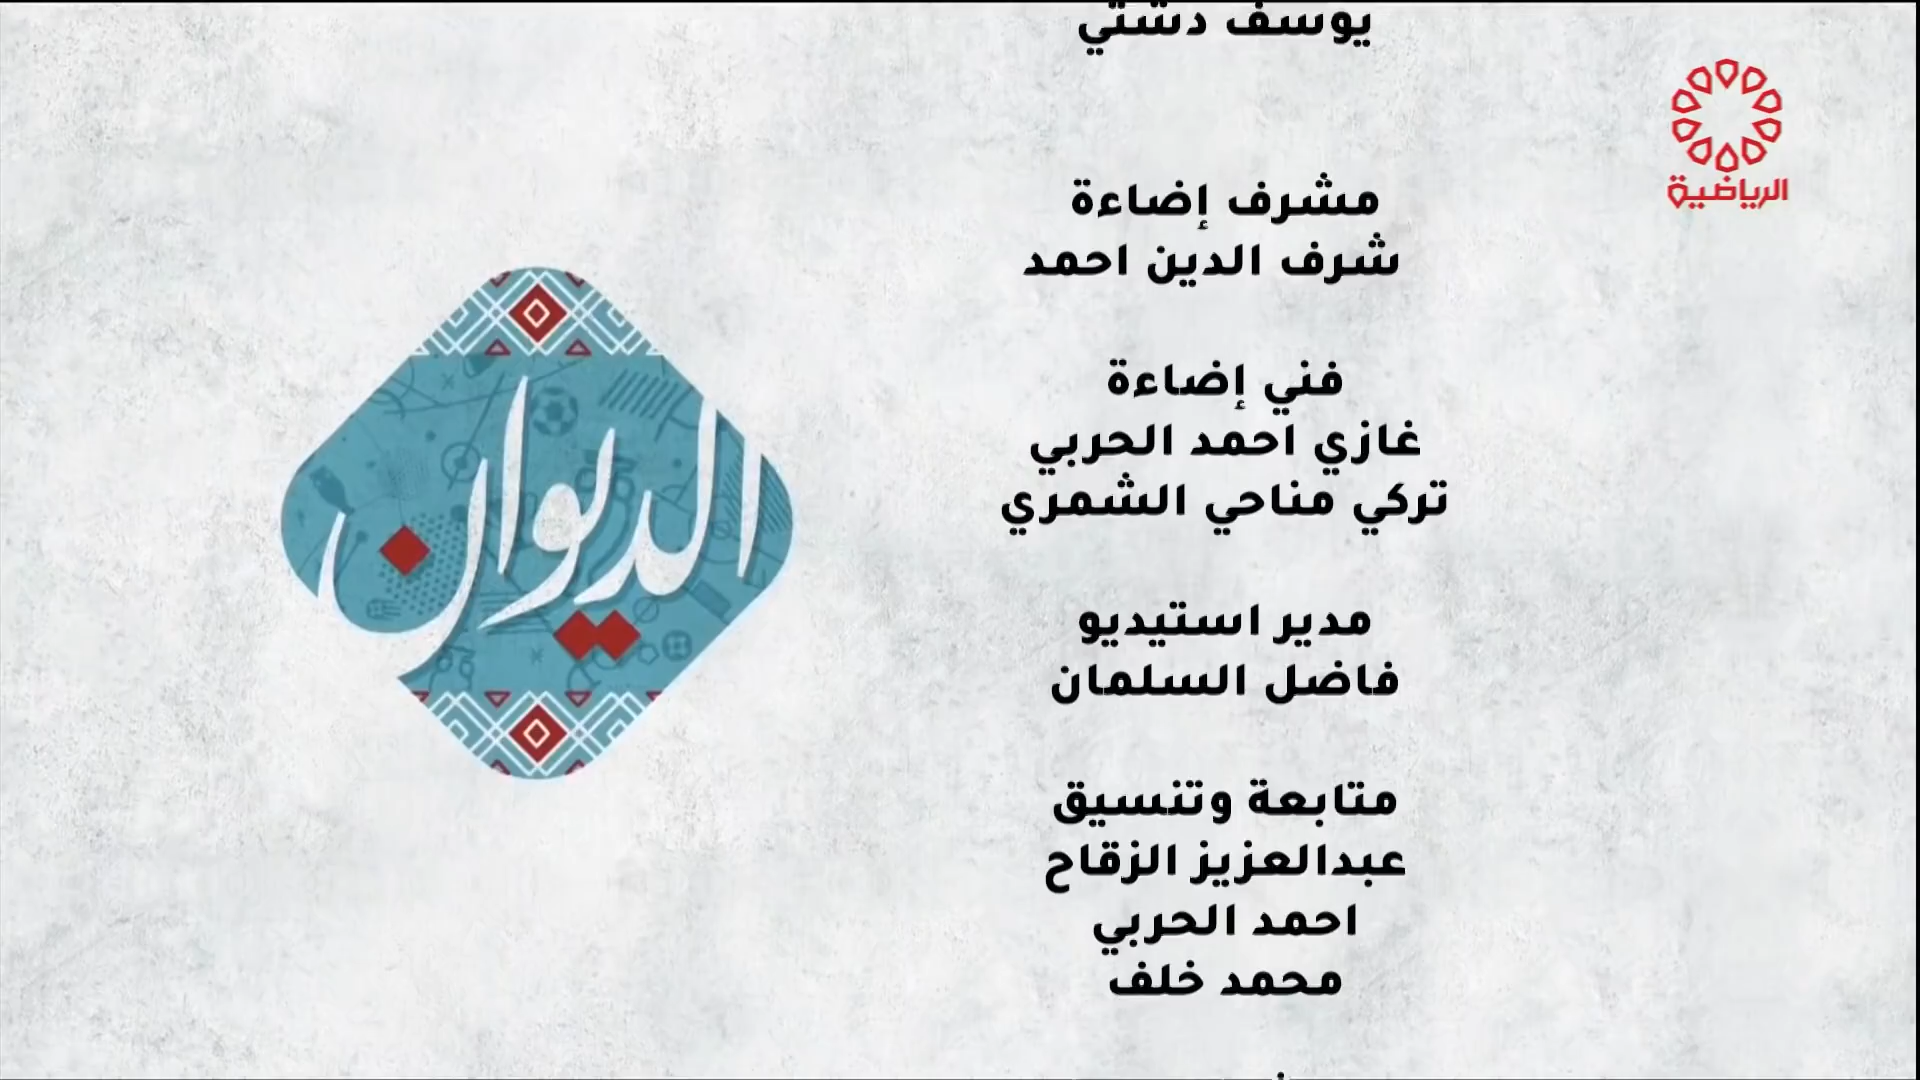 يوسف دشتي
الرياضية
مشرف إضاءة
شرف الدين احمد
فني إضاءة
غازي احمد الحربي
تركي مناحي الشمري
الديوان
مدير استيديو
فاضل السلمان
متابعة وتنسيق
عبدالعزيز الزقاح
احمد الحربي
محمد خلف